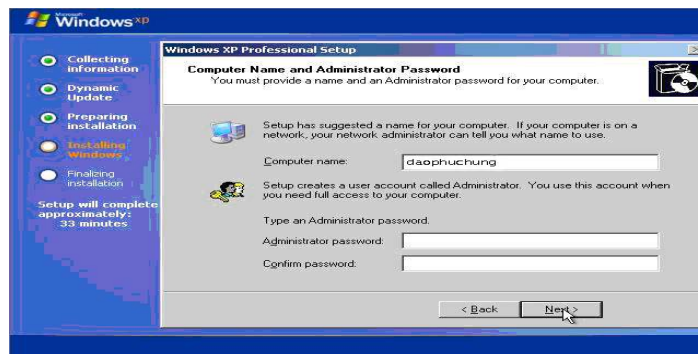 Microsoft
Windows xp
Collecting
information
Dynamic
Update
Preparing
installation
Installing
Windows
Finalizing
installation
Setup will complete
approximately:
33 minutes
Windows XP Professional Setup
Computer Name and Administrator Password
You must provide a name and an Administrator password for your computer.
Setup has suggested a name for your computer. If your computer is on a
network, your network administrator can tell you what name to use.
Computer name:
daophuchung
Setup creates a user account called Administrator. You use this account when
you need full access to your computer.
Type an Administrator password.
Administrator password:
Confirm password:
< Back
Next >